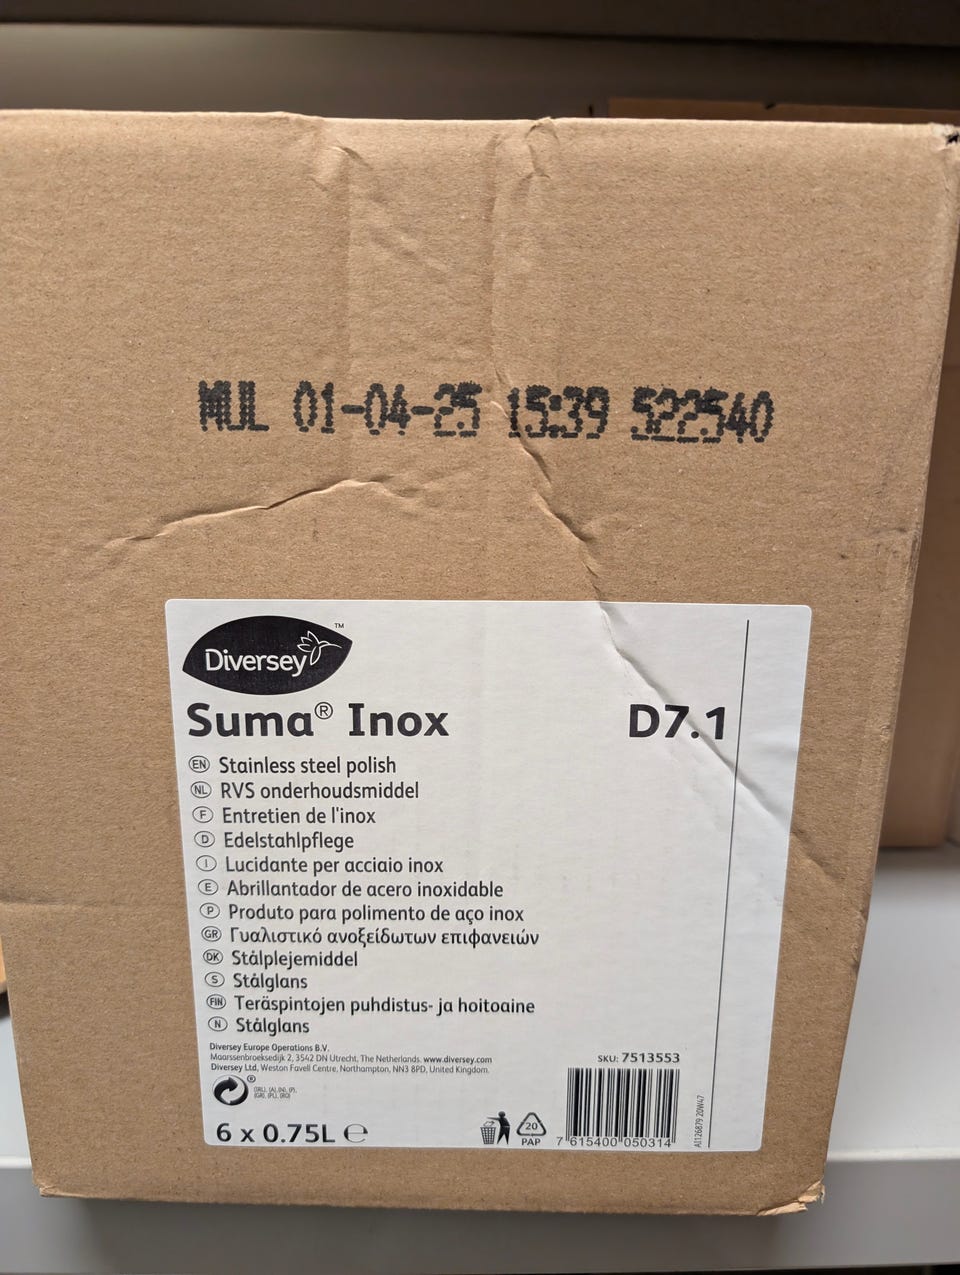 MUL 01-04-25 15:39 522540
Diversey™
Suma® Inox D7.1
EN Stainless steel polish
NL RVS onderhoudsmiddel
F Entretien de l'inox
D Edelstahlpflege
I Lucidante per acciaio inox
E Abrillantador de acero inoxidable
P Produto para polimento de aço inox
GR Γυαλιστικό ανοξείδωτων επιφανειών
DK Stålplejemiddel
S Stålglans
FIN Teräspintojen puhdistus- ja hoitoaine
N Stålglans
Diversey Europe Operations B.V.
Maarssenbroeksedijk 2, 3542 DN Utrecht, The Netherlands. www.diversey.com
Diversey Ltd, Weston Favell Centre, Northampton, NN3 8PD, United Kingdom.
SKU: 7513553
®
6 x 0.75L ℮
20
PAP
7 615400 050314
A1126879 20W47